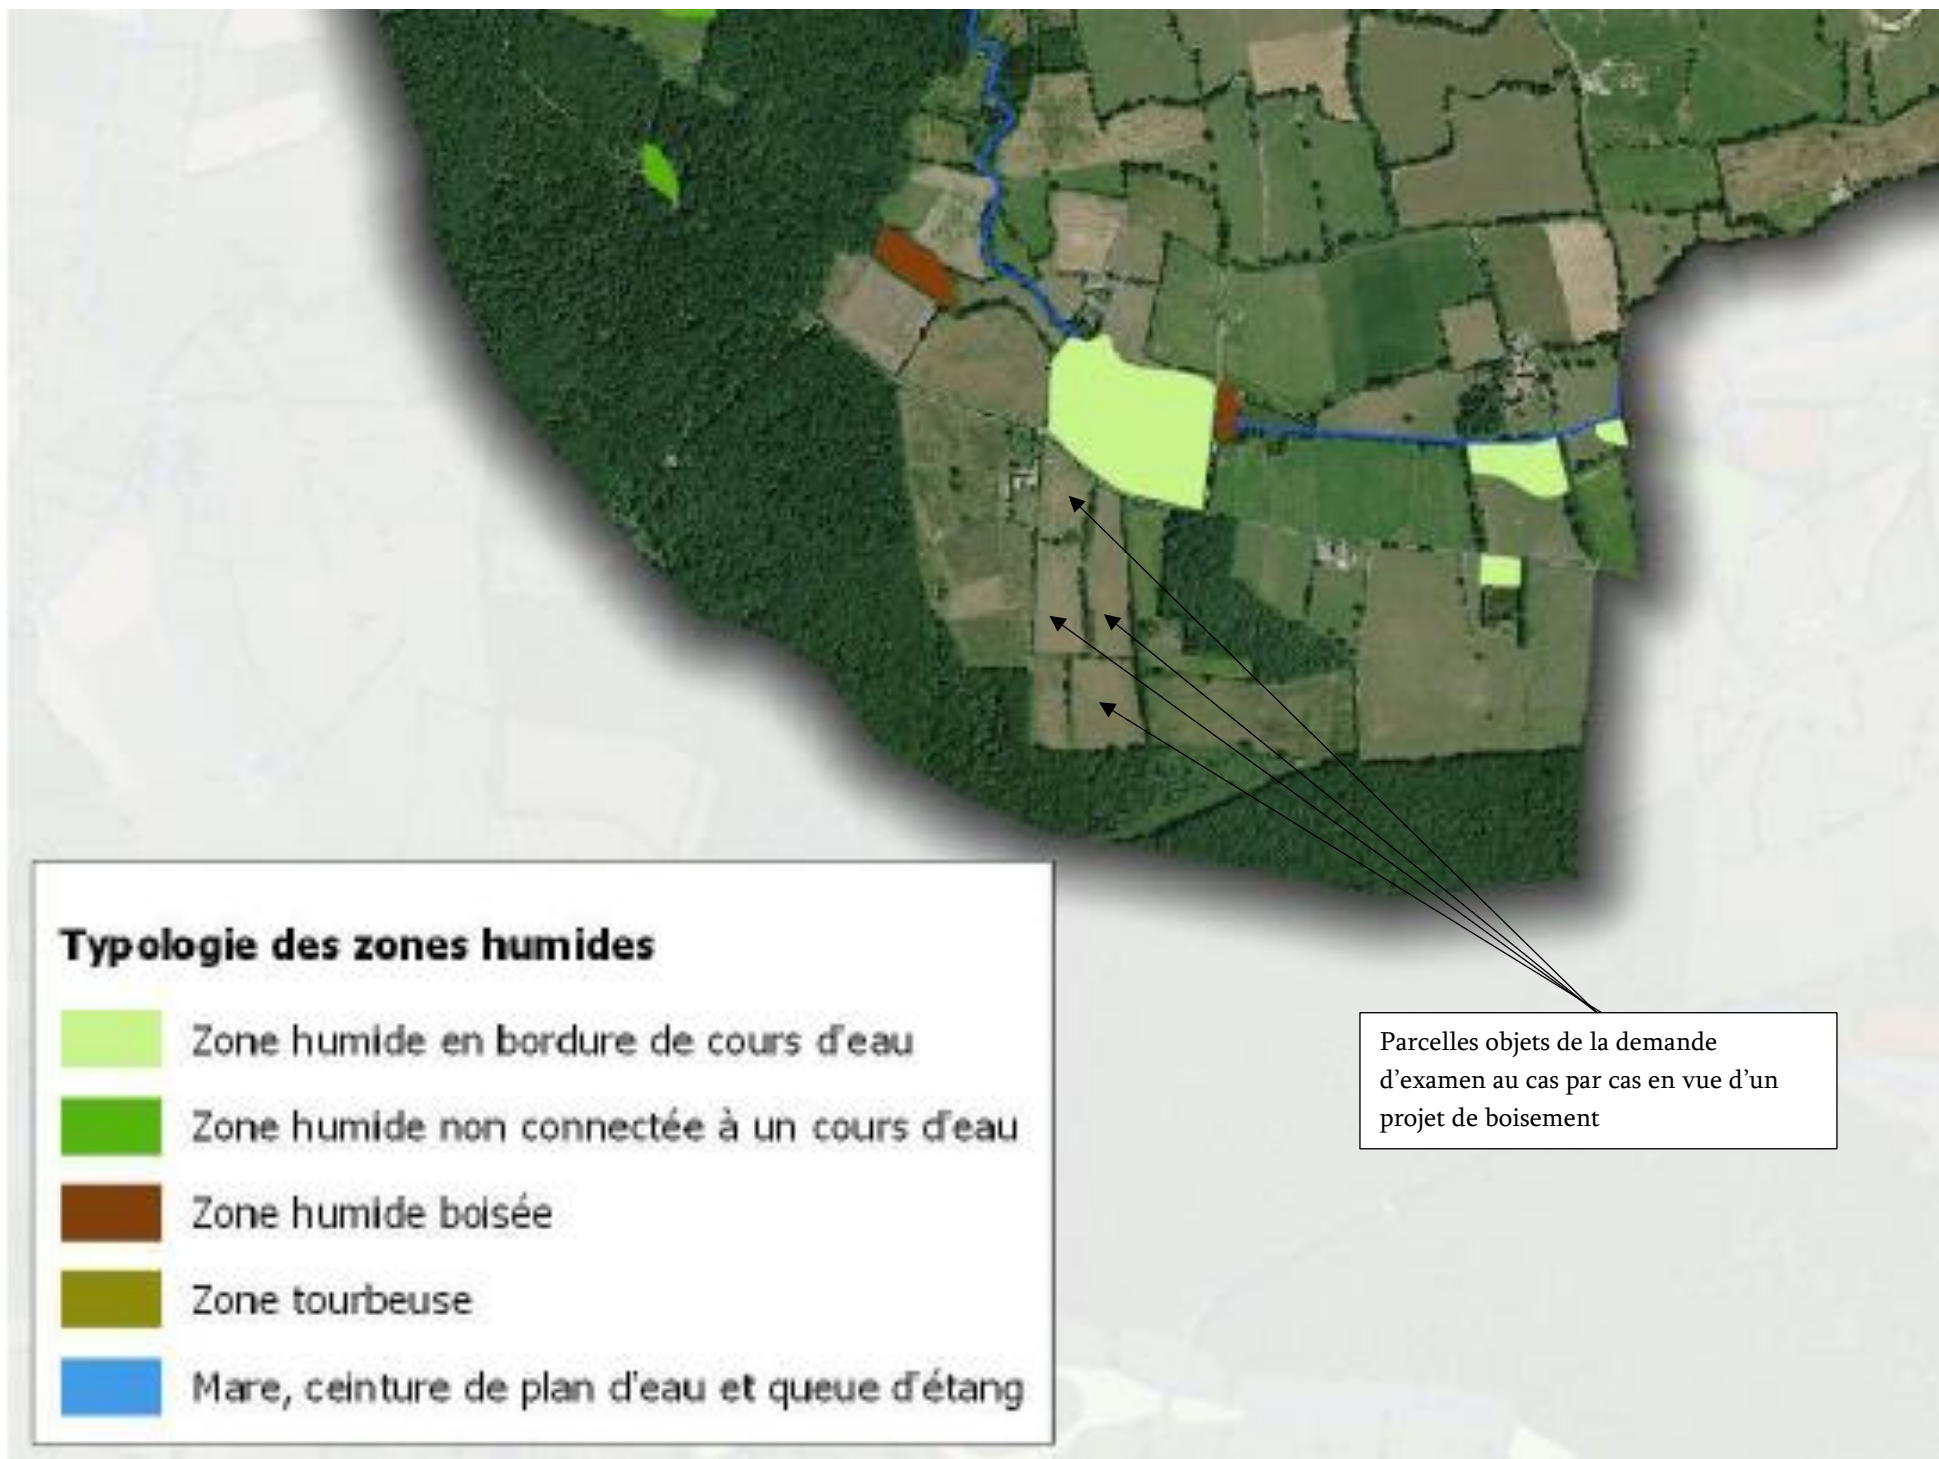 Typologie des zones humides
Zone humide en bordure de cours d'eau
Zone humide non connectée à un cours d'eau
Zone humide boisée
Zone tourbeuse
Mare, ceinture de plan d'eau et queue d'étang
Parcelles objets de la demande
d'examen au cas par cas en vue d'un
projet de boisement